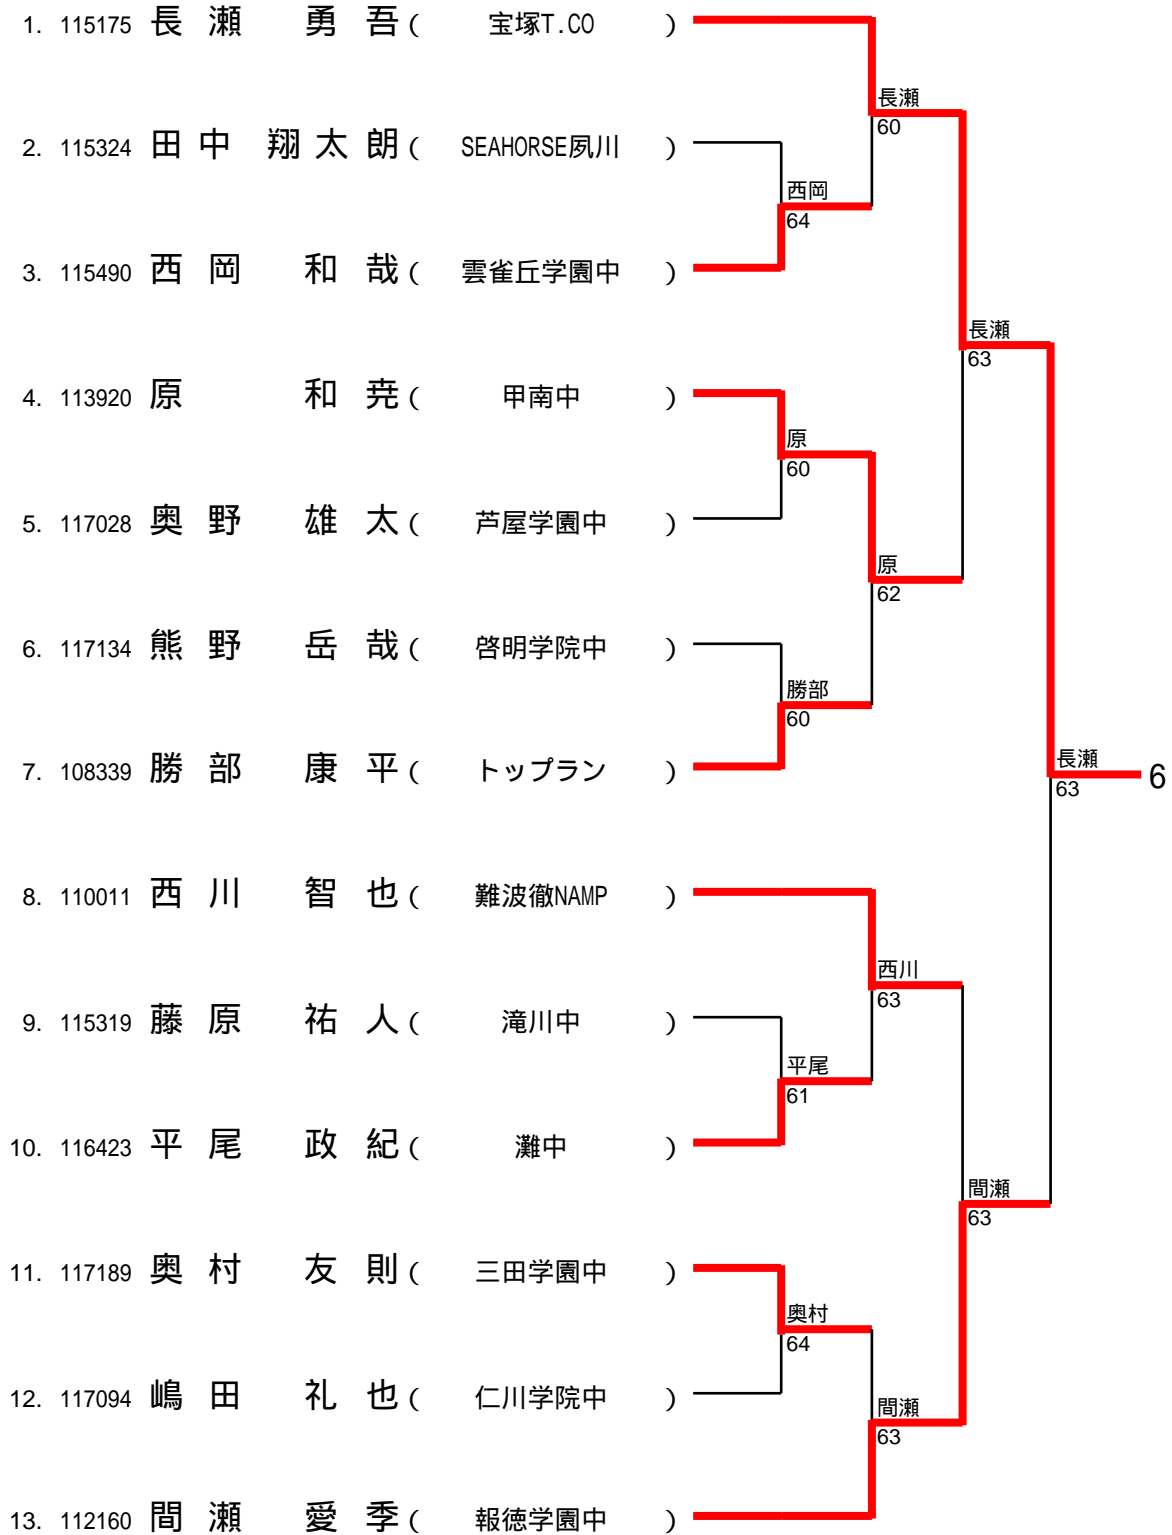 1. 115175 長瀬 勇吾 ( 宝塚T.CO )
長瀬
60
2. 115324 田中 翔太朗 ( SEAHORSE夙川 )
西岡
64
3. 115490 西岡 和哉 ( 雲雀丘学園中 )
長瀬
63
4. 113920 原 和尭 ( 甲南中 )
原
60
5. 117028 奥野 雄太 ( 芦屋学園中 )
原
62
6. 117134 熊野 岳哉 ( 啓明学院中 )
勝部
60
7. 108339 勝部 康平 ( トップラン )
長瀬
63
6
8. 110011 西川 智也 ( 難波徹NAMP )
西川
63
9. 115319 藤原 祐人 ( 滝川中 )
平尾
61
10. 116423 平尾 政紀 ( 灘中 )
間瀬
63
11. 117189 奥村 友則 ( 三田学園中 )
奥村
64
12. 117094 嶋田 礼也 ( 仁川学院中 )
間瀬
63
13. 112160 間瀬 愛季 ( 報徳学園中 )